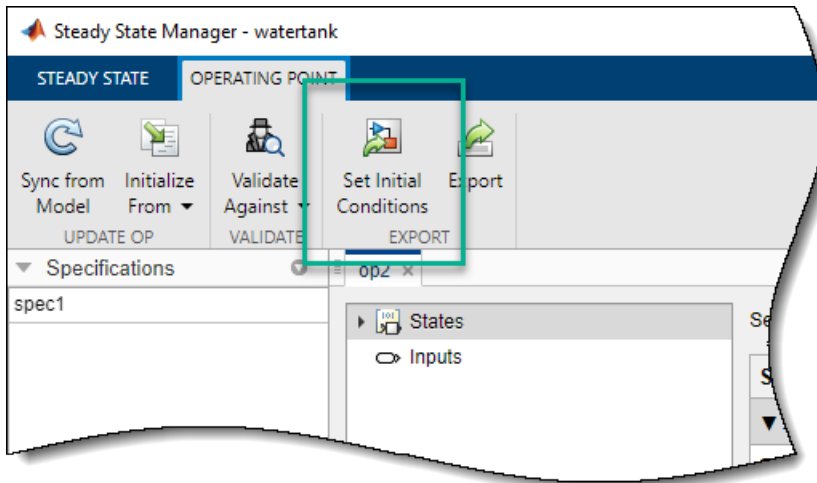 Steady State Manager - watertank
STEADY STATE
OPERATING POINT
Sync from
Model
Initialize
From
Validate
Against
Set Initial
Conditions
Export
UPDATE OP
VALIDATE
EXPORT
Specifications
op2
spec1
States
Inputs